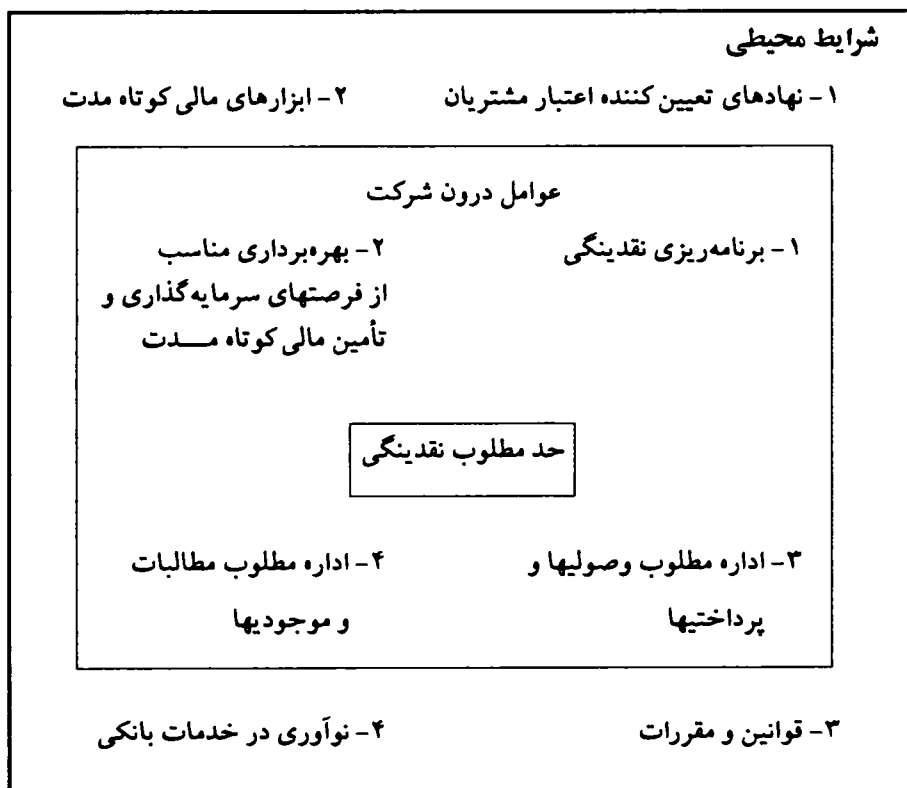 شرایط محیطی
۱- نهادهای تعیین کننده اعتبار مشتریان
۲- ابزارهای مالی کوتاه مدت
عوامل درون شرکت
۱- برنامه‌ریزی نقدینگی
۲- بهره‌برداری مناسب
از فرصتهای سرمایه‌گذاری و
تأمین مالی کوتاه مـــدت
حد مطلوب نقدینگی
۳- اداره مطلوب وصولیها و
پرداختیها
۴- اداره مطلوب مطالبات
و موجودیها
۳- قوانین و مقررات
۴- نوآوری در خدمات بانکی